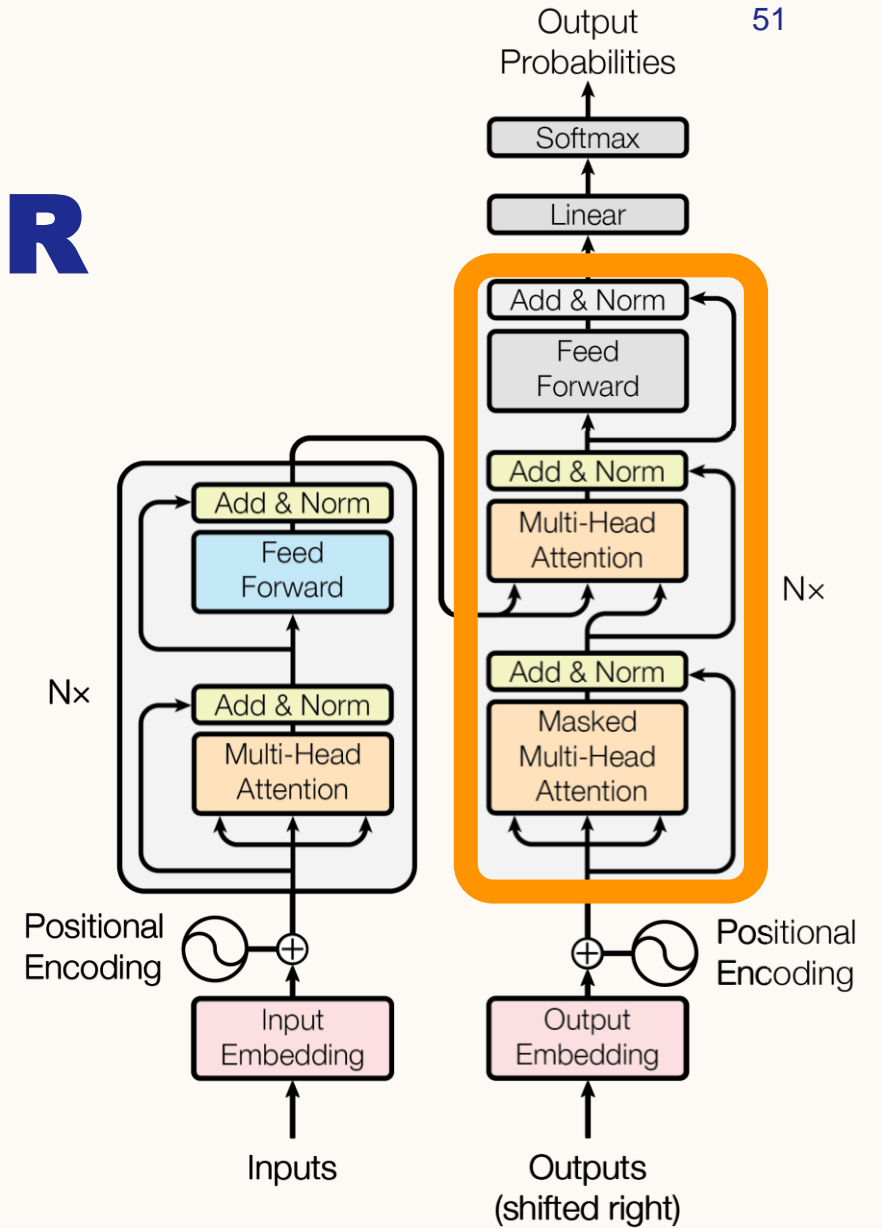 51
R
Output
Probabilities
Softmax
Linear
Add & Norm
Feed
Forward
Add & Norm
Multi-Head
Attention
Add & Norm
Masked
Multi-Head
Attention
Nx
Positional
Encoding
Output
Embedding
Outputs
(shifted right)
Add & Norm
Feed
Forward
Add & Norm
Multi-Head
Attention
Nx
Positional
Encoding
Input
Embedding
Inputs